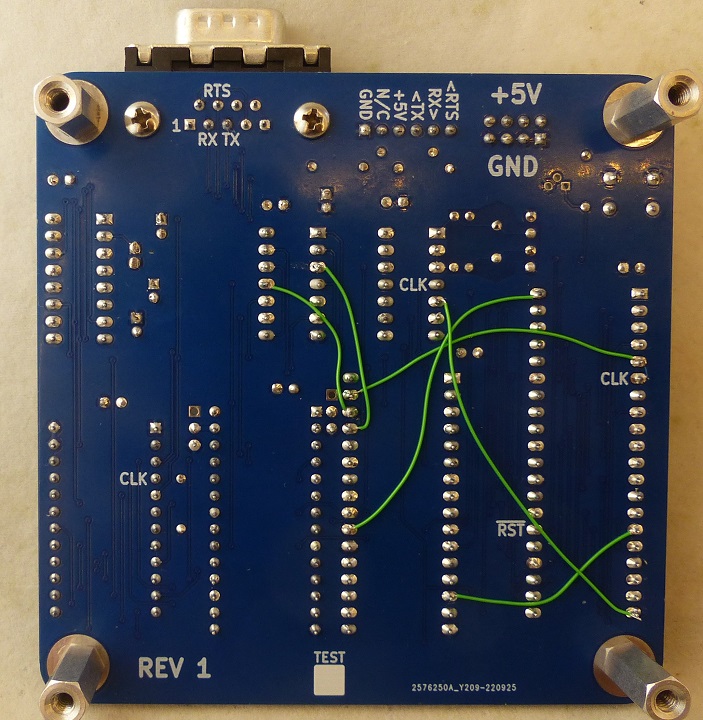 RTS
1
RX TX
GND
N/C
+5V
<TX
RX>
<RTS
+5V
GND
CLK
CLK
CLK
RST
REV 1
TEST
2576250A_Y209-220925